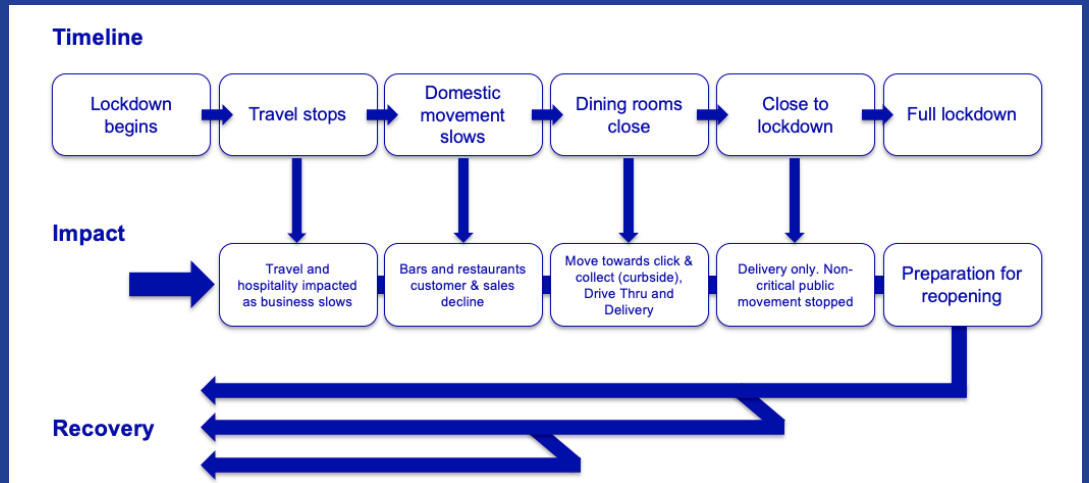 Timeline
Lockdown
begins
Travel stops
Domestic
movement
slows
Dining rooms
close
Close to
lockdown
Full lockdown
Impact
Travel and
hospitality impacted
as business slows
Bars and restaurants
customer & sales
decline
Move towards click &
collect (curbside),
Drive Thru and
Delivery
Delivery only. Non-
critical public
movement stopped
Preparation for
reopening
Recovery